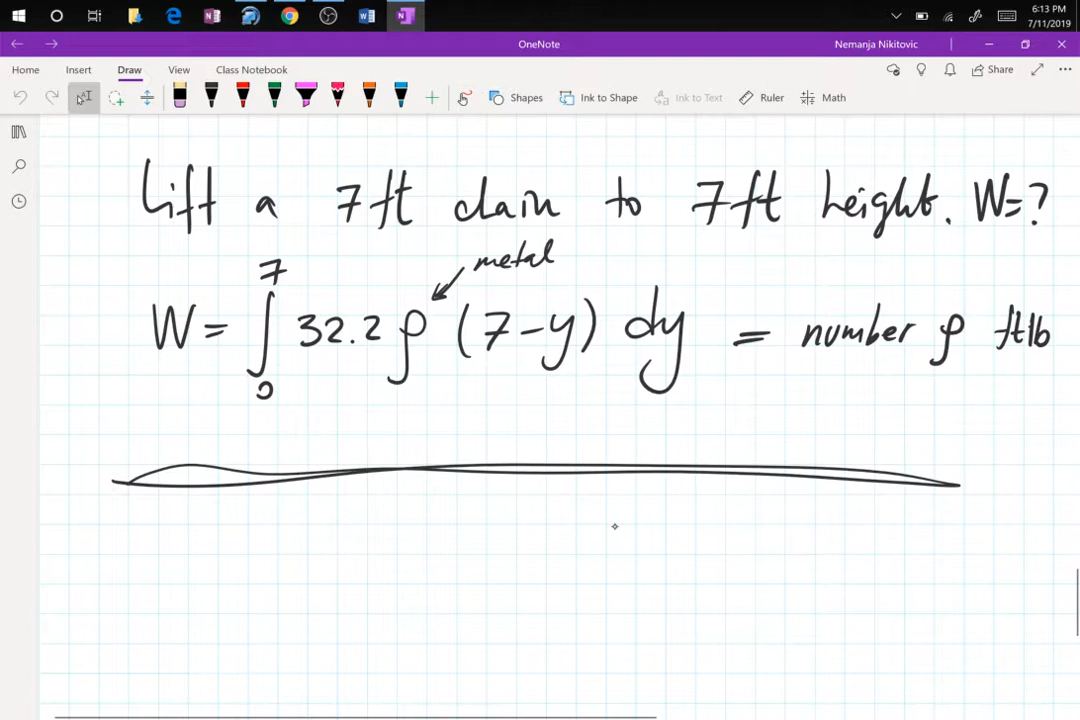 6:13 PM
7/11/2019
OneNote
Nemanja Nikitovic
Home Insert Draw View Class Notebook
Share
Shapes Ink to Shape Ink to Text Ruler Math
Lift a 7ft chain to 7ft height. W=?
metal
W = ∫₀⁷ 32.2 ρ (7-y) dy = number ρ ftlb